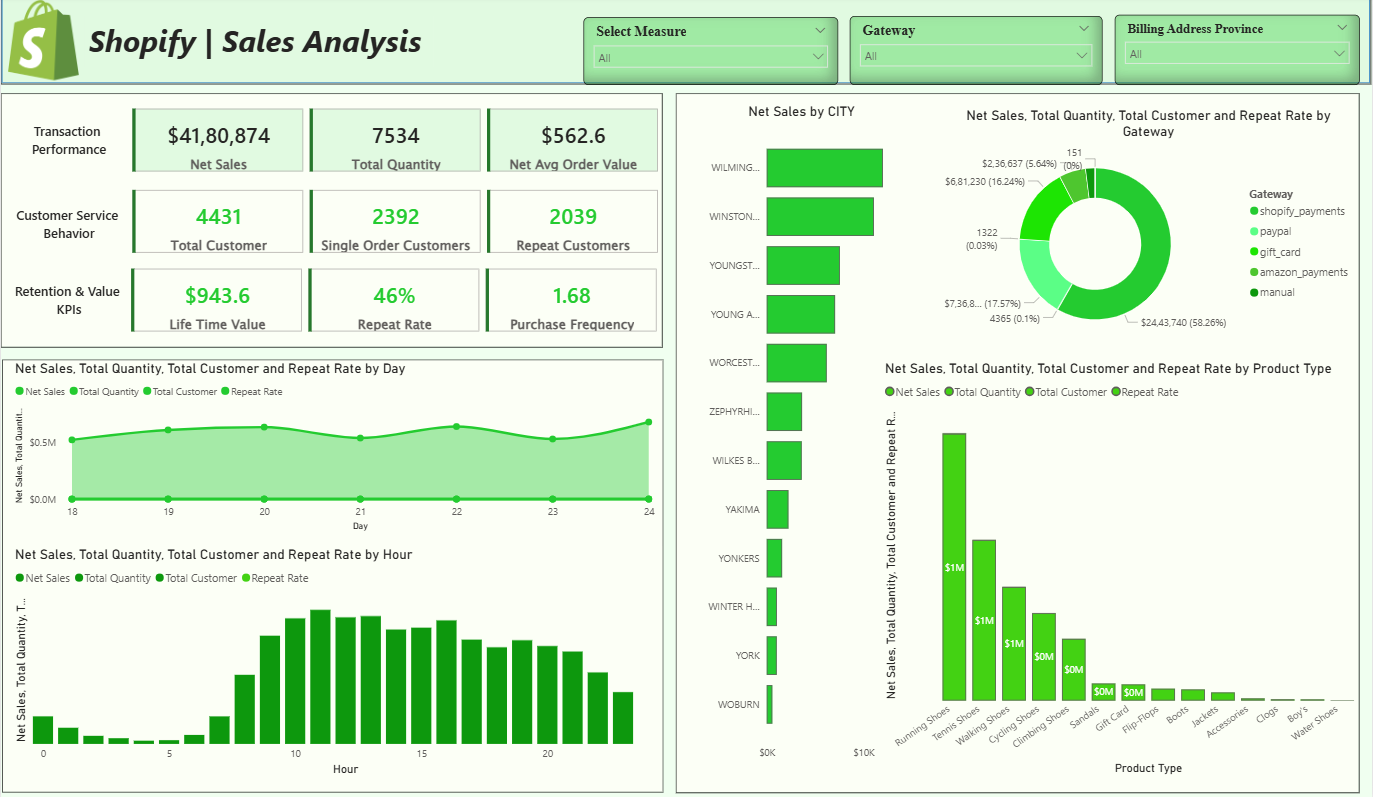 Shopify | Sales Analysis
Select Measure
All
Gateway
All
Billing Address Province
All
Transaction
Performance
$41,80,874
Net Sales
7534
Total Quantity
$562.6
Net Avg Order Value
Customer Service
Behavior
4431
Total Customer
2392
Single Order Customers
2039
Repeat Customers
Retention & Value
KPIs
$943.6
Life Time Value
46%
Repeat Rate
1.68
Purchase Frequency
Net Sales, Total Quantity, Total Customer and Repeat Rate by Day
Net Sales Total Quantity Total Customer Repeat Rate
Net Sales, Total Quantit...
$0.5M
$0.0M
18 19 20 21 22 23 24
Day
Net Sales, Total Quantity, Total Customer and Repeat Rate by Hour
Net Sales Total Quantity Total Customer Repeat Rate
Net Sales, Total Quantity, T...
0 5 10 15 20
Hour
Net Sales by CITY
WILMING...
WINSTON...
YOUNGST...
YOUNG A...
WORCEST...
ZEPHYRHI...
WILKES B...
YAKIMA
YONKERS
WINTER H...
YORK
WOBURN
$0K $10K
Net Sales, Total Quantity, Total Customer and Repeat Rate by
Gateway
151
(0%)
$2,36,637 (5.64%)
$6,81,230 (16.24%)
1322
(0.03%)
$7,36,8... (17.57%)
4365 (0.1%)
$24,43,740 (58.26%)
Gateway
shopify_payments
paypal
gift_card
amazon_payments
manual
Net Sales, Total Quantity, Total Customer and Repeat Rate by Product Type
Net Sales Total Quantity Total Customer Repeat Rate
Net Sales, Total Quantity, Total Customer and Repeat R...
$1M
$1M
$1M
$0M
$0M
$0M
$0M
Running Shoes
Tennis Shoes
Walking Shoes
Cycling Shoes
Climbing Shoes
Sandals
Gift Card
Flip-Flops
Boots
Jackets
Accessories
Clogs
Boy's
Water Shoes
Product Type